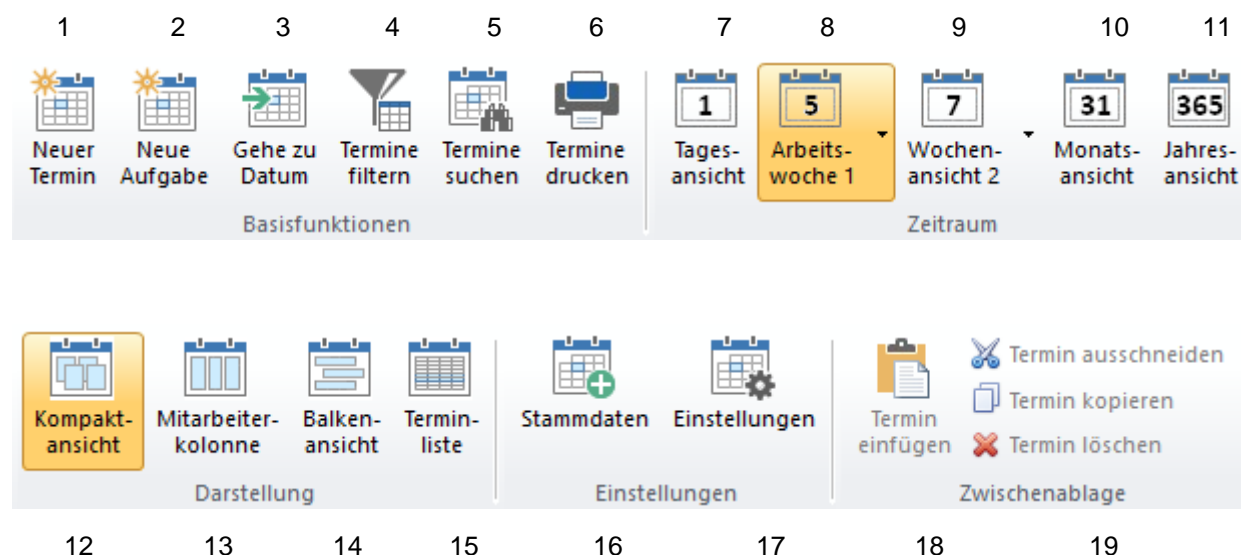 1 2 3 4 5 6 7 8 9 10 11
1 5 7 31 365
Neuer Neue Gehe zu Termine Termine Termine Tages- Arbeits- Wochen- Monats- Jahres-
Termin Aufgabe Datum filtern suchen drucken ansicht woche 1 ansicht 2 ansicht ansicht
Basisfunktionen Zeitraum
Termin ausschneiden
Termin kopieren
Kompakt- Mitarbeiter- Balken- Termin- Stammdaten Einstellungen Termin
ansicht kolonne ansicht liste einfügen Termin löschen
Darstellung Einstellungen Zwischenablage
12 13 14 15 16 17 18 19